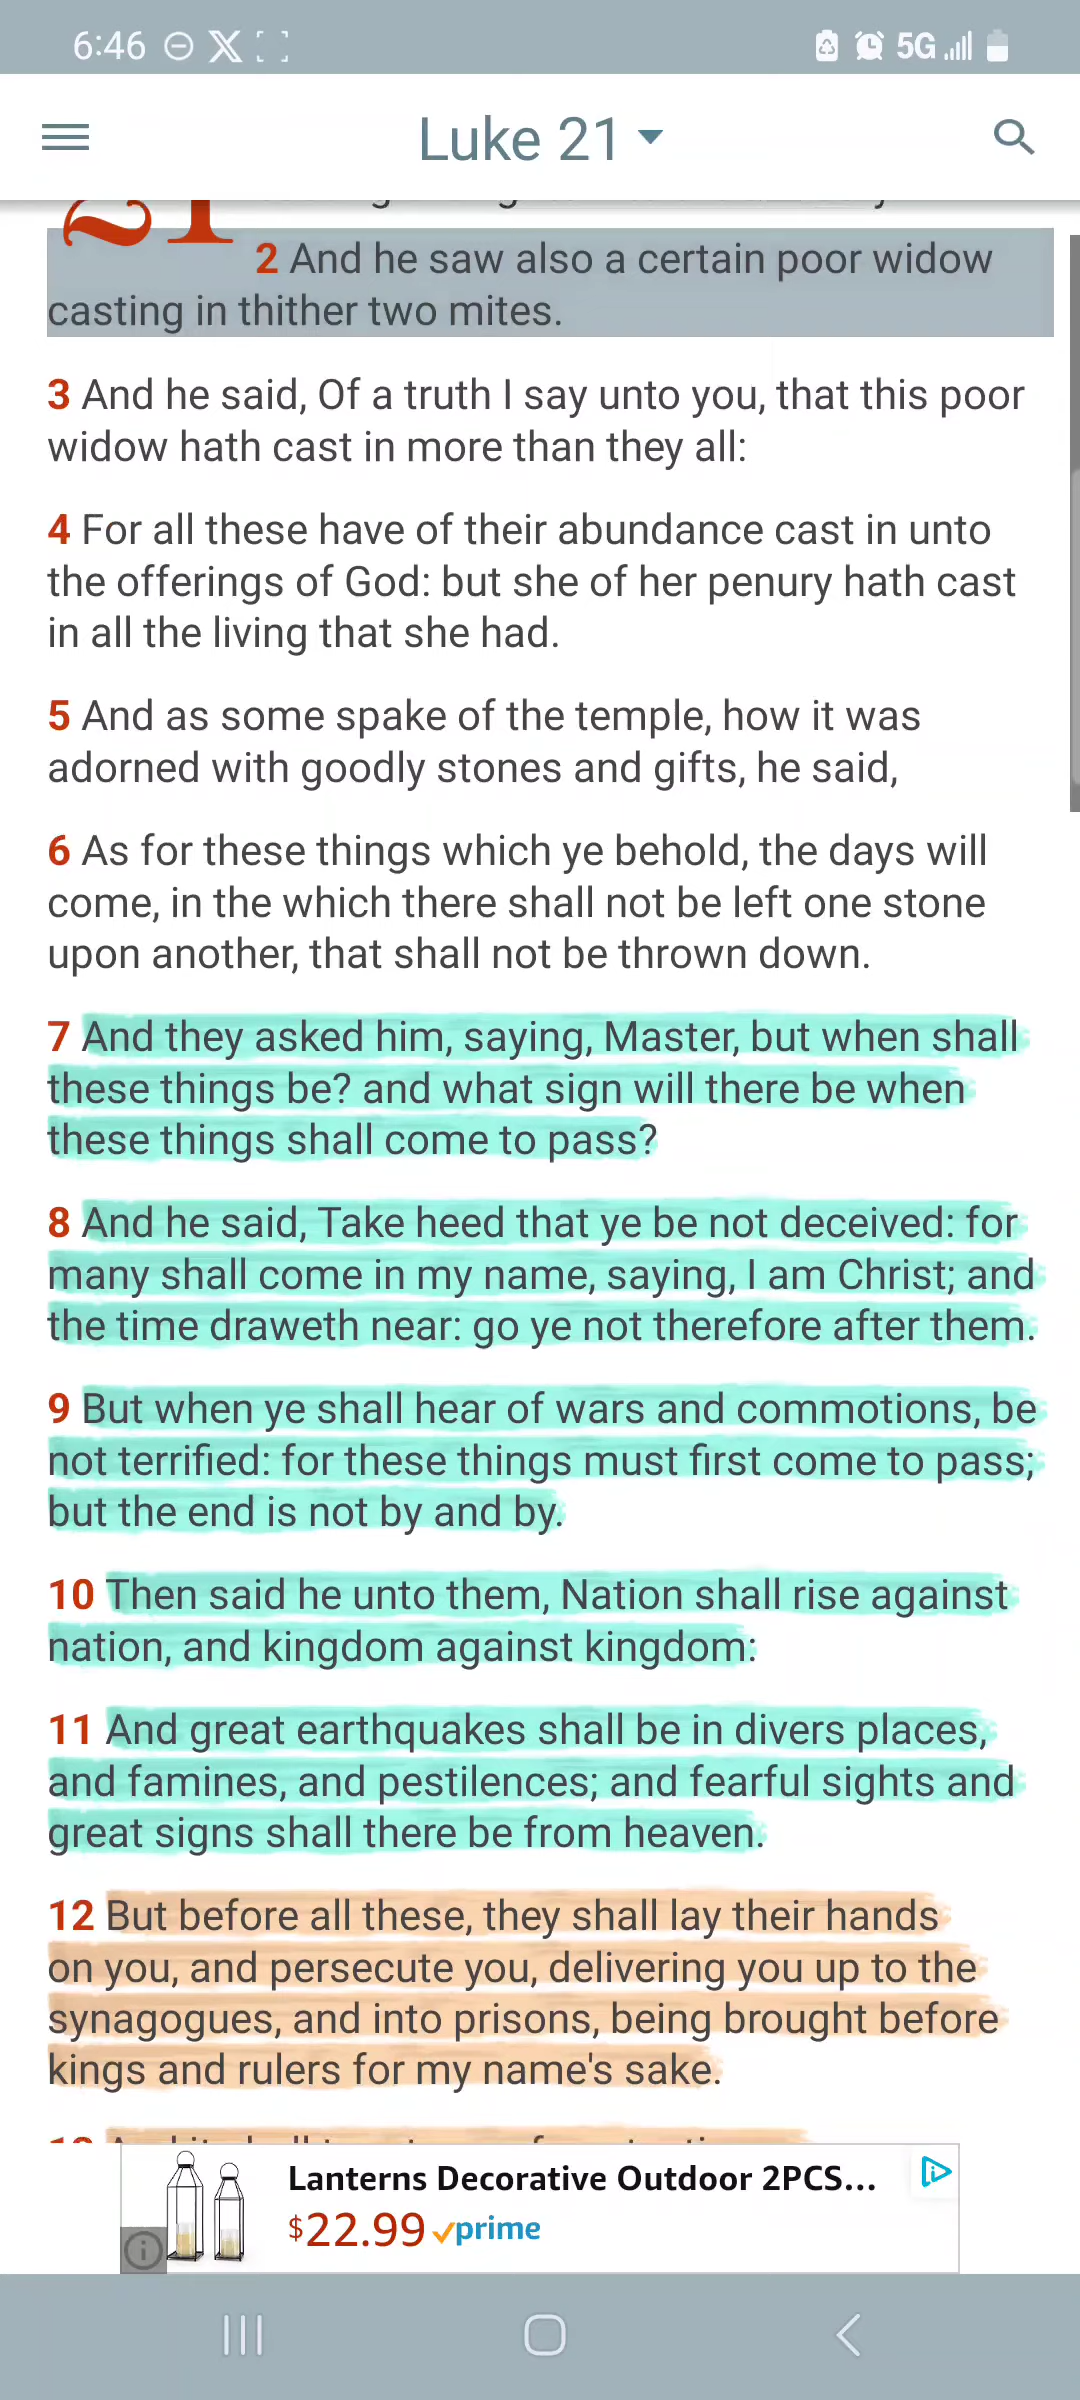 6:46
5G
Luke 21
21
2 And he saw also a certain poor widow
casting in thither two mites.
3 And he said, Of a truth I say unto you, that this poor
widow hath cast in more than they all:
4 For all these have of their abundance cast in unto
the offerings of God: but she of her penury hath cast
in all the living that she had.
5 And as some spake of the temple, how it was
adorned with goodly stones and gifts, he said,
6 As for these things which ye behold, the days will
come, in the which there shall not be left one stone
upon another, that shall not be thrown down.
7 And they asked him, saying, Master, but when shall
these things be? and what sign will there be when
these things shall come to pass?
8 And he said, Take heed that ye be not deceived: for
many shall come in my name, saying, I am Christ; and
the time draweth near: go ye not therefore after them.
9 But when ye shall hear of wars and commotions, be
not terrified: for these things must first come to pass;
but the end is not by and by.
10 Then said he unto them, Nation shall rise against
nation, and kingdom against kingdom:
11 And great earthquakes shall be in divers places,
and famines, and pestilences; and fearful sights and
great signs shall there be from heaven.
12 But before all these, they shall lay their hands
on you, and persecute you, delivering you up to the
synagogues, and into prisons, being brought before
kings and rulers for my name's sake.
Lanterns Decorative Outdoor 2PCS...
$22.99 prime